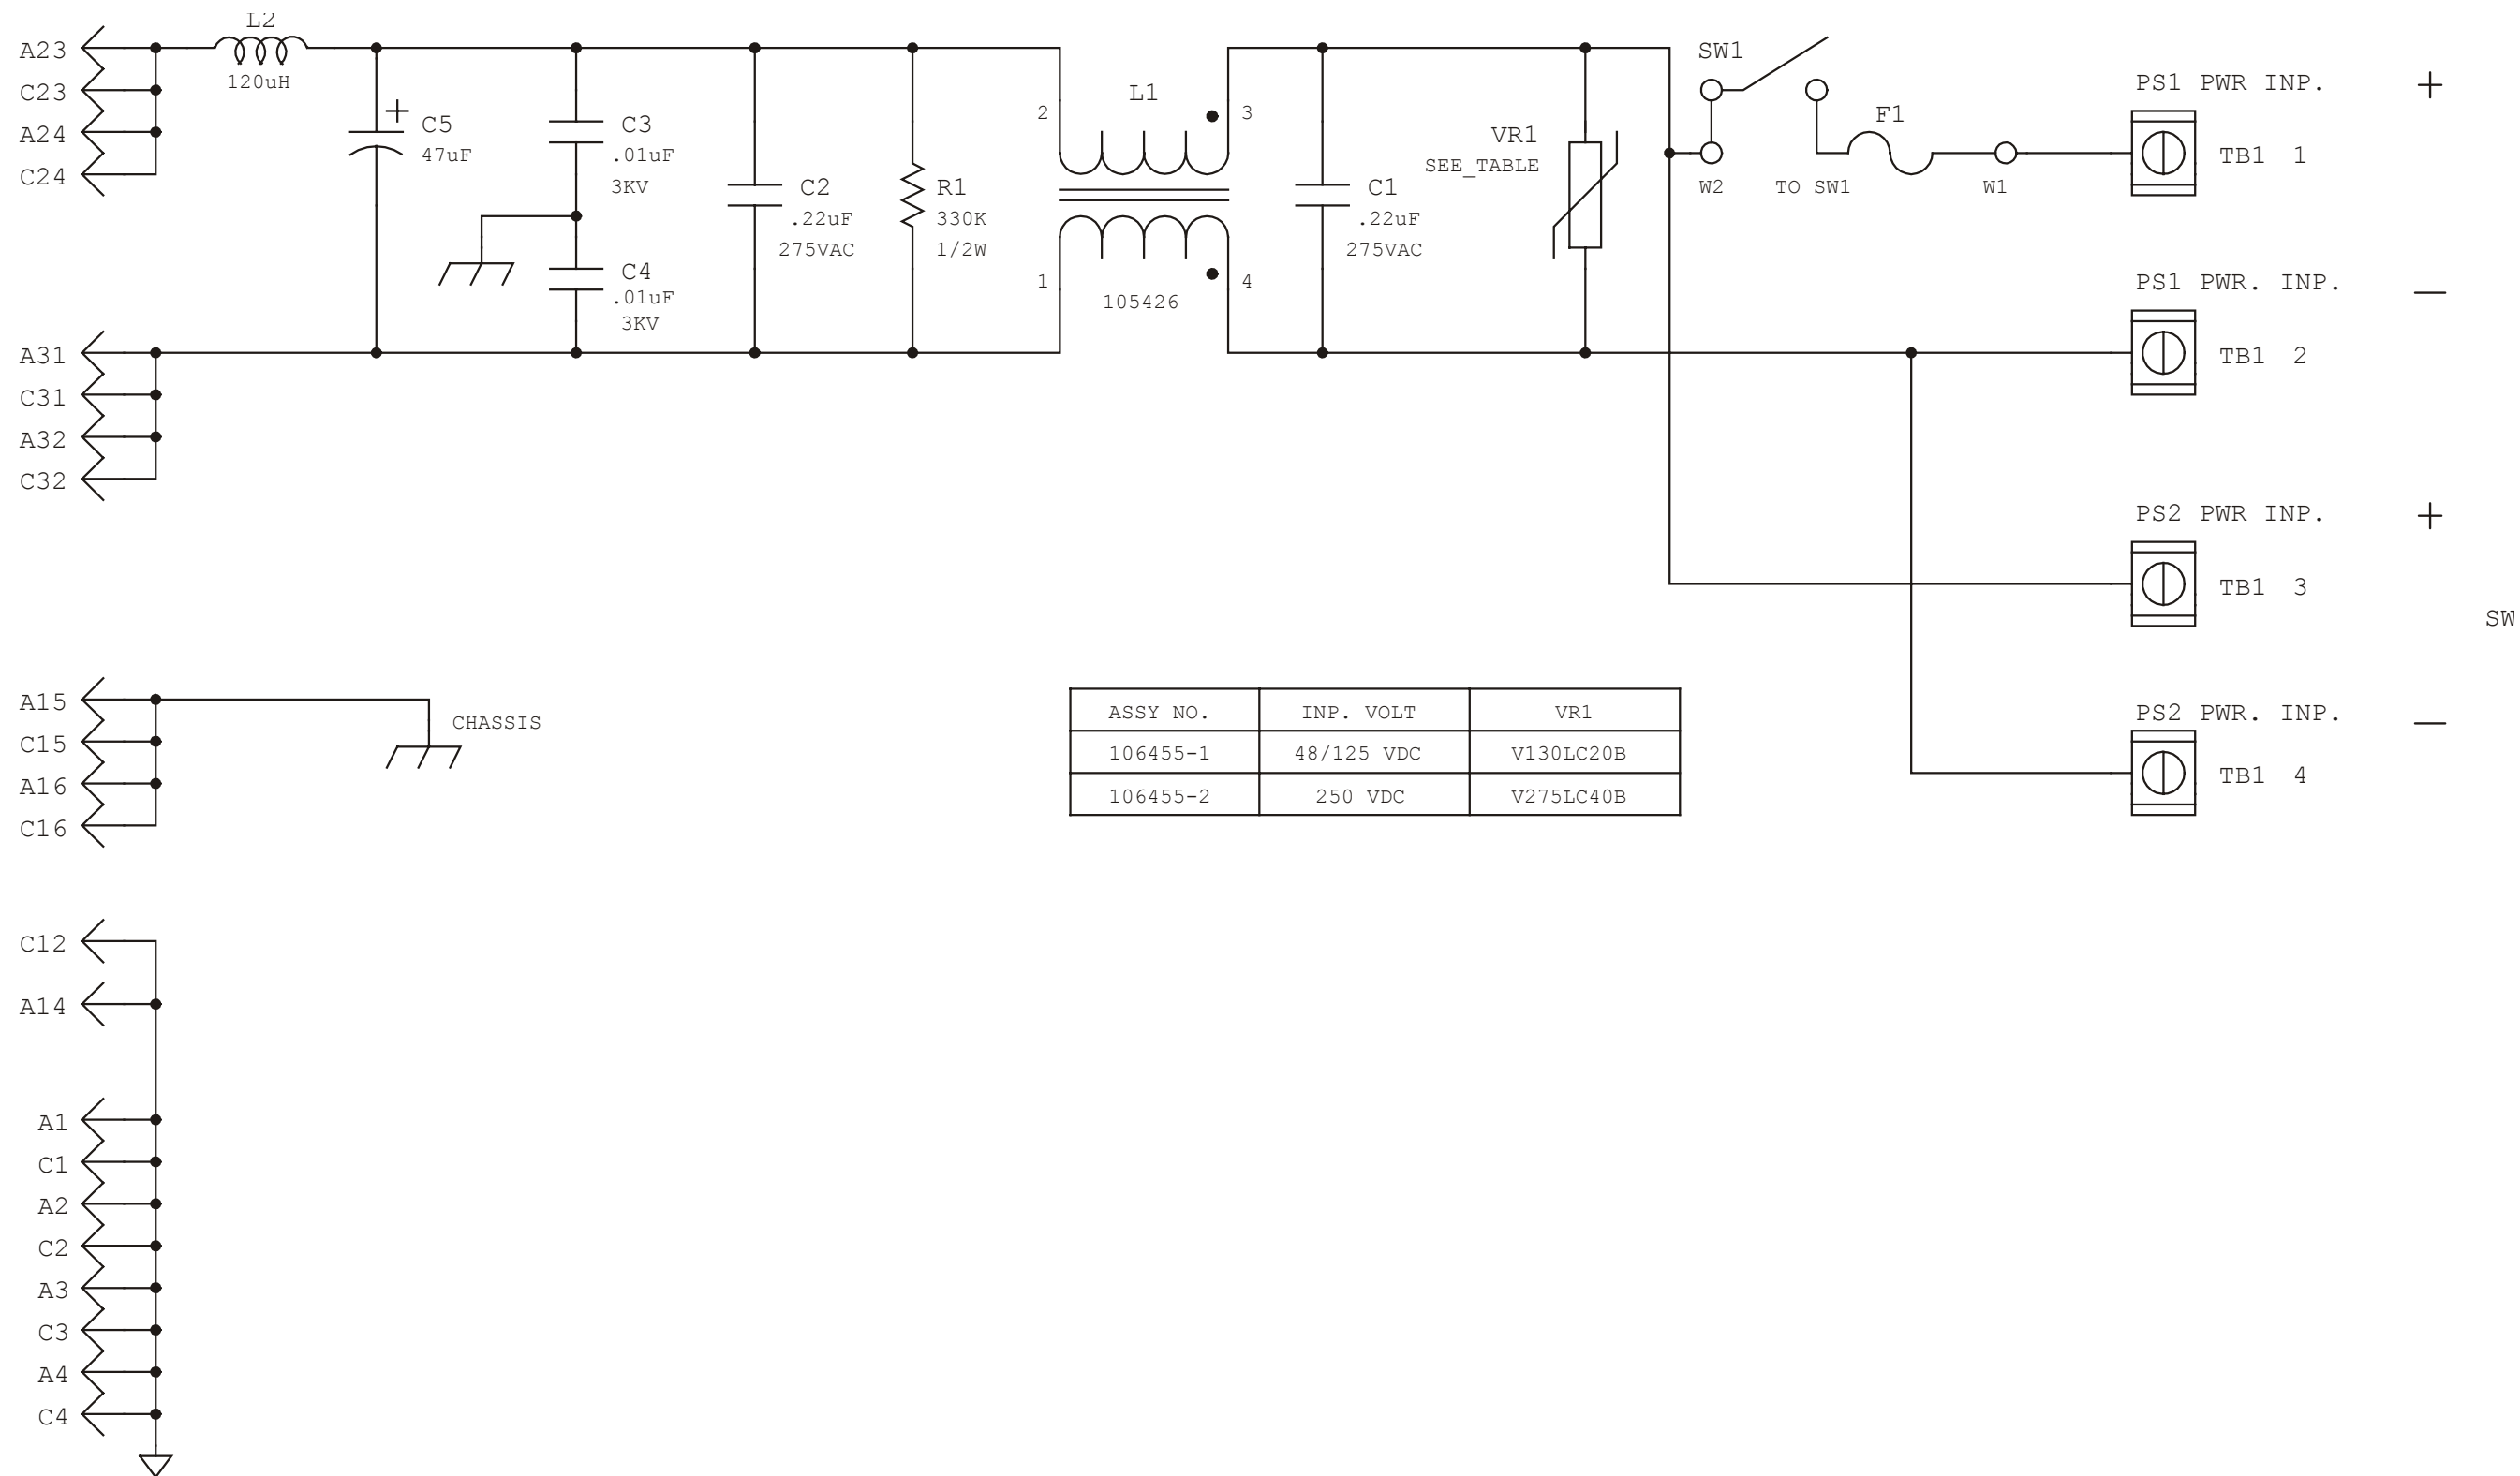 L2
A23
120uH
C23
A24
C24
C5
47uF
C3
.01uF
3KV
C4
.01uF
3KV
C2
.22uF
275VAC
R1
330K
1/2W
L1
2
3
1
4
105426
C1
.22uF
275VAC
VR1
SEE_TABLE
SW1
W2
TO SW1
F1
W1
PS1 PWR INP. +
TB1 1
PS1 PWR. INP. —
TB1 2
A31
C31
A32
C32
PS2 PWR INP. +
TB1 3
SW
PS2 PWR. INP. —
TB1 4
A15
C15
A16
C16
CHASSIS
ASSY NO. INP. VOLT VR1
106455-1 48/125 VDC V130LC20B
106455-2 250 VDC V275LC40B
C12
A14
A1
C1
A2
C2
A3
C3
A4
C4